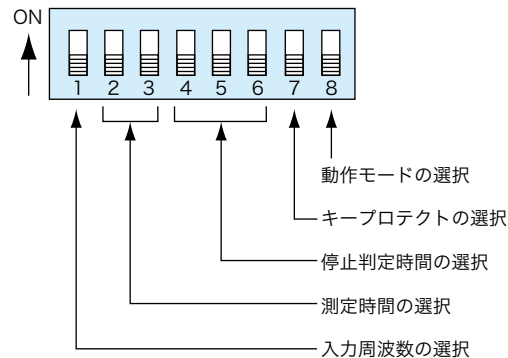 ON
1 2 3 4 5 6 7 8
動作モードの選択
キープロテクトの選択
停止判定時間の選択
測定時間の選択
入力周波数の選択